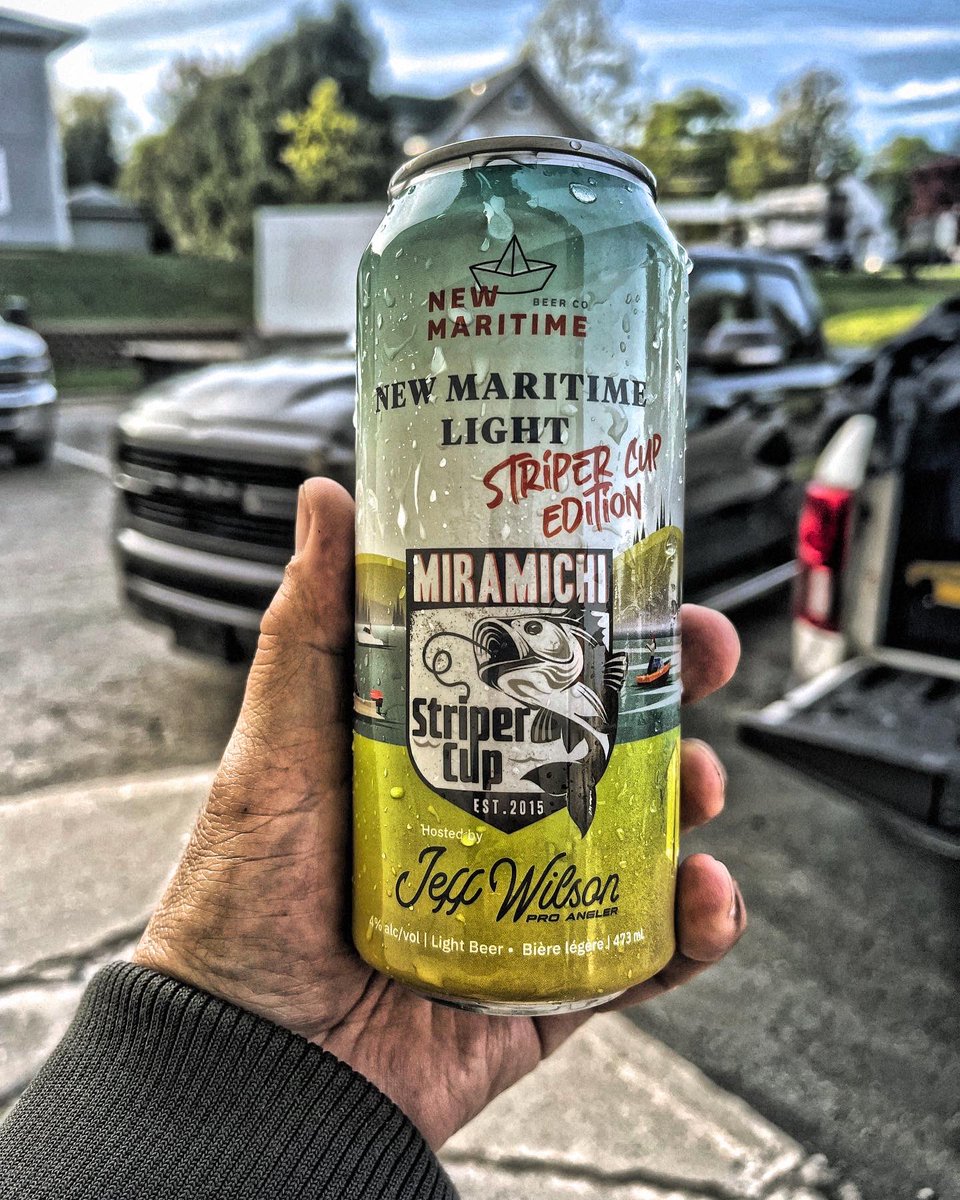 NEW
BEER CO
MARITIME
NEW MARITIME
LIGHT
STRIPER CUP
EDITION
MIRAMICHI
Striper
Cup
EST.2015
Hosted by
Jeff Wilson
PRO ANGLER
4% alc/vol | Light Beer • Bière légère | 473 mL